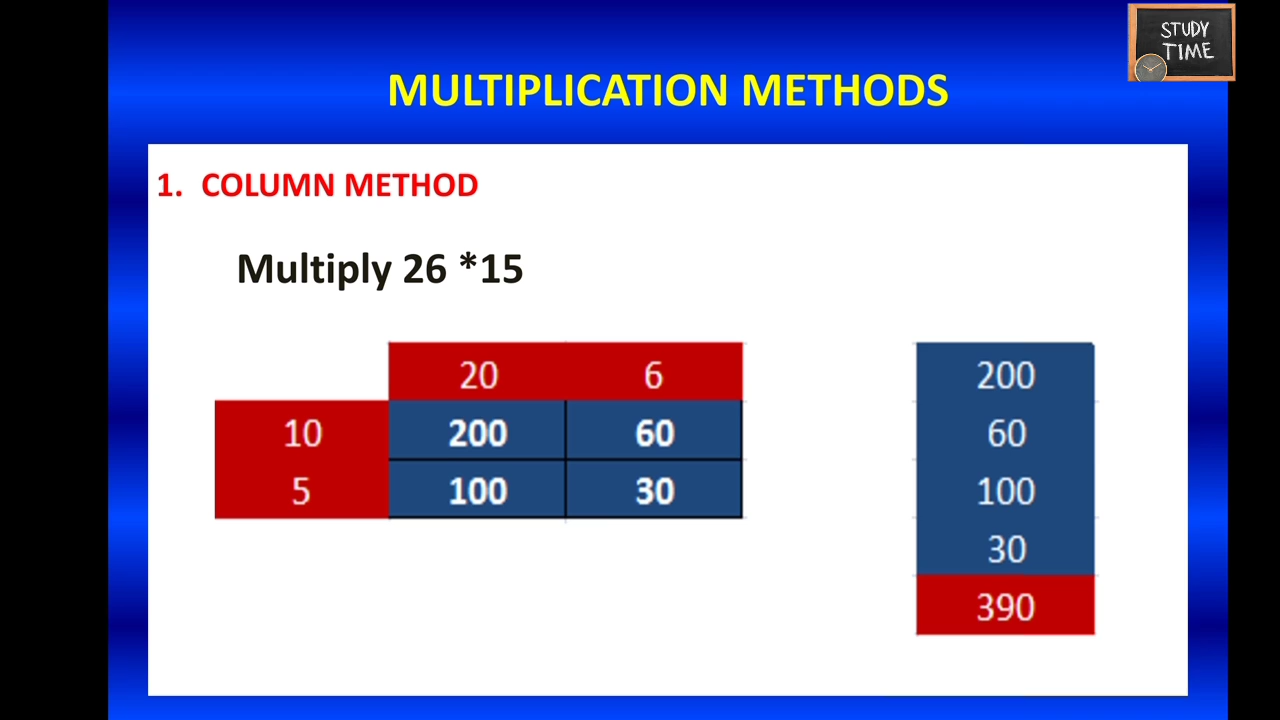 STUDY
TIME
MULTIPLICATION METHODS
1. COLUMN METHOD
Multiply 26 *15
20 6
10 200 60
5 100 30
200
60
100
30
390